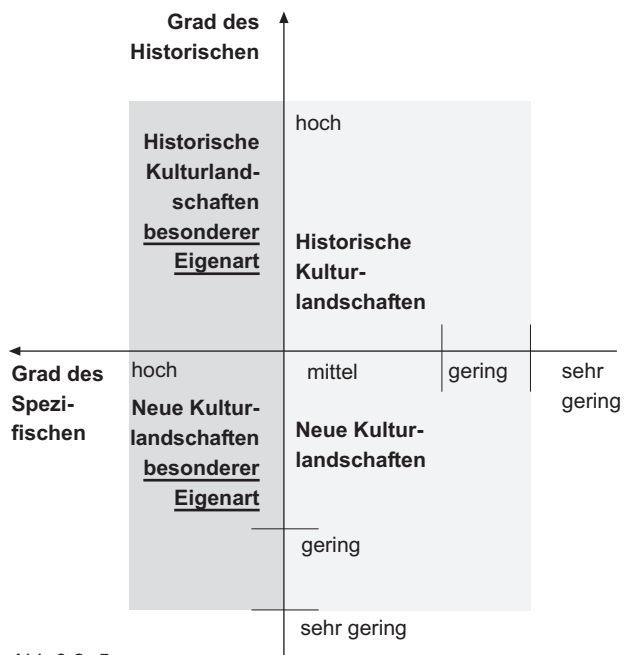 Grad des
Historischen
hoch
Historische
Kulturland-
schaften
besonderer
Eigenart
Historische
Kultur-
landschaften
Grad des
Spezi-
fischen
hoch
mittel
gering
sehr
gering
Neue Kultur-
landschaften
besonderer
Eigenart
Neue Kultur-
landschaften
gering
sehr gering